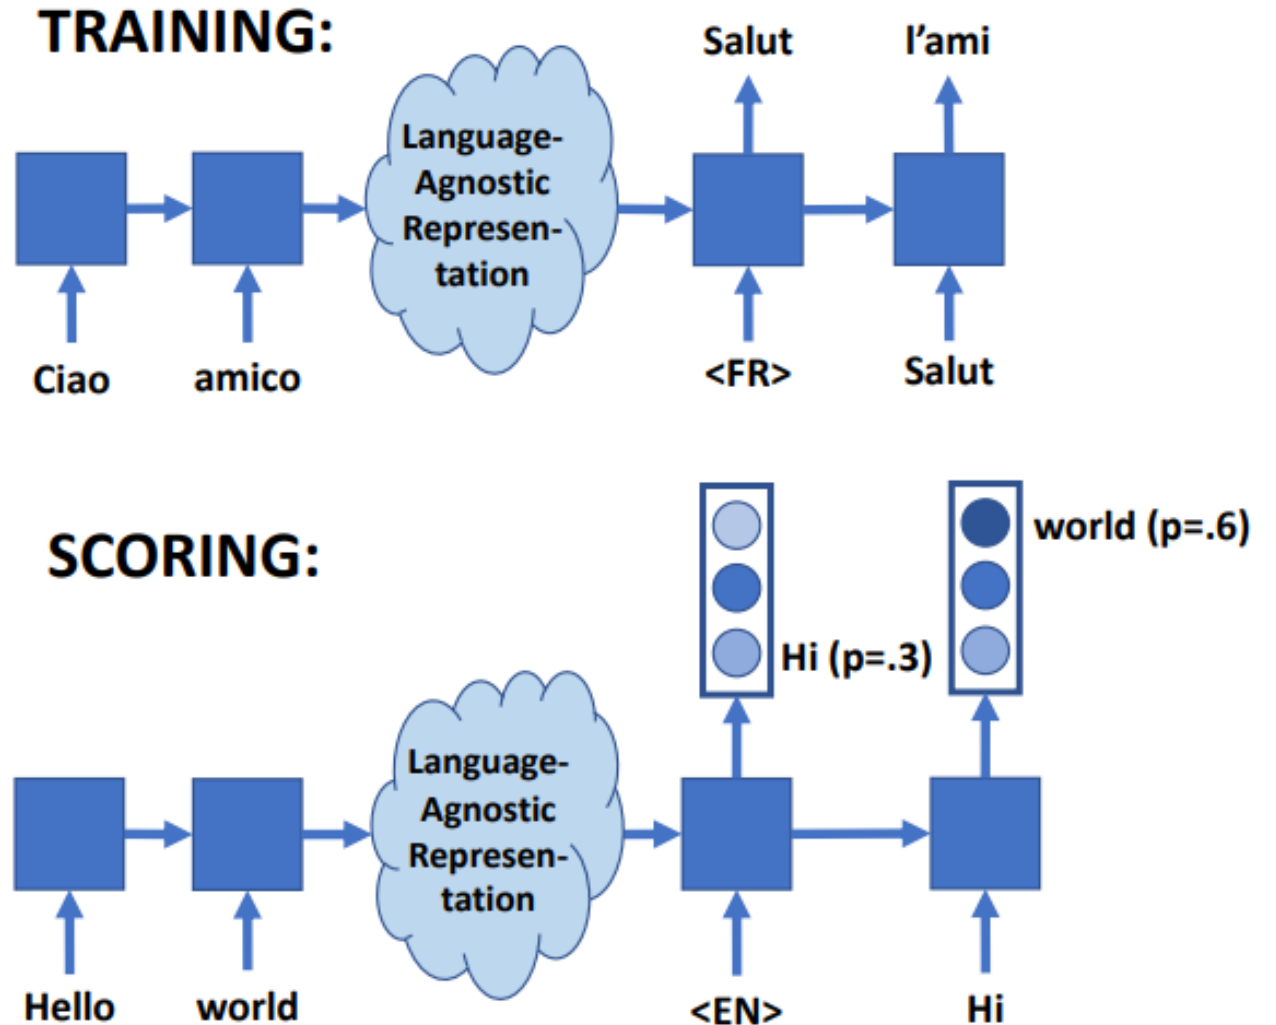 TRAINING:
Salut
l'ami
Language-
Agnostic
Represen-
tation
Ciao
amico
<FR>
Salut
SCORING:
world (p=.6)
Hi (p=.3)
Language-
Agnostic
Represen-
tation
Hello
world
<EN>
Hi